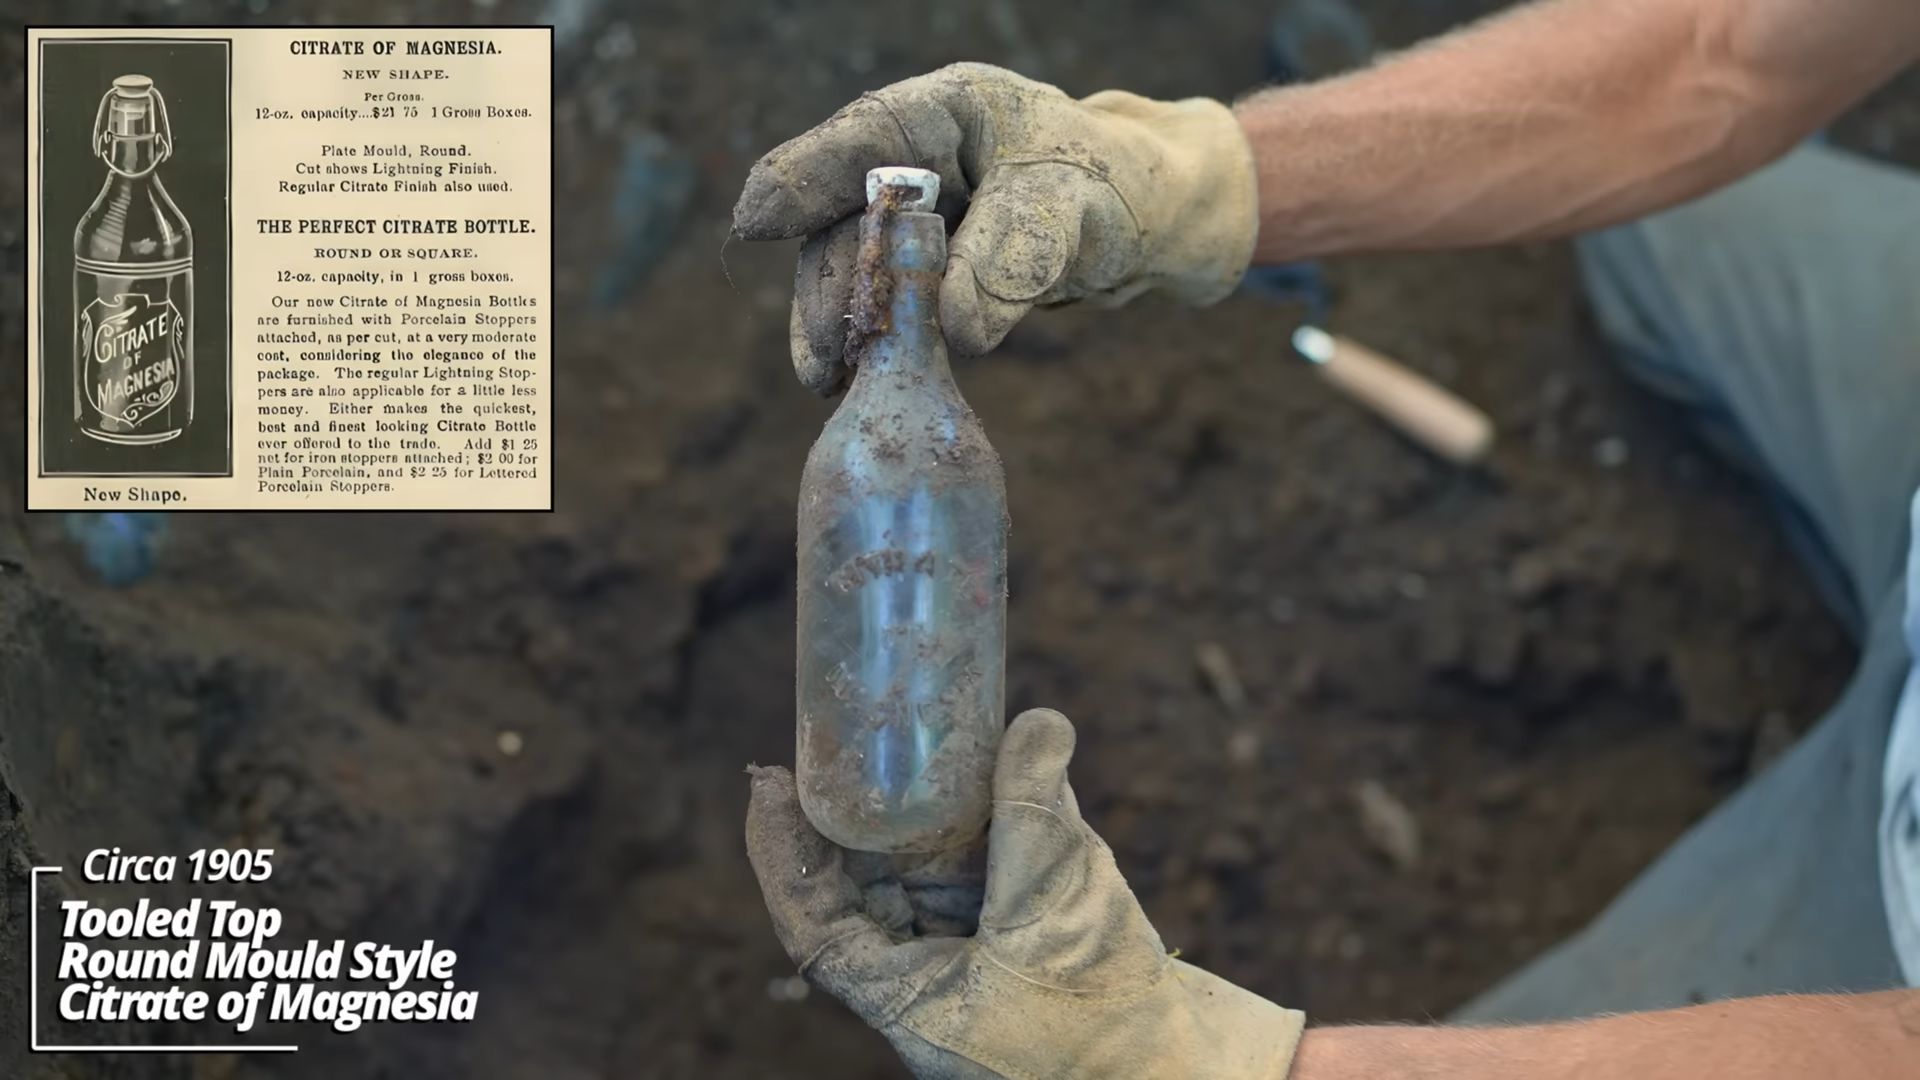 CITRATE OF MAGNESIA.
NEW SHAPE.
Per Gross.
12-oz. capacity....$21 75 1 Gross Boxes.
Plate Mould, Round.
Cut shows Lightning Finish.
Regular Citrate Finish also used.
THE PERFECT CITRATE BOTTLE.
ROUND OR SQUARE.
12-oz. capacity, in 1 gross boxes.
Our new Citrate of Magnesia Bottles
are furnished with Porcelain Stoppers
attached, as per cut, at a very moderate
cost, considering the elegance of the
package. The regular Lightning Stop-
pers are also applicable for a little less
money. Either makes the quickest,
best and finest looking Citrate Bottle
ever offered to the trade. Add $1 25
net for iron stoppers attached; $2 00 for
Plain Porcelain, and $2 25 for Lettered
Porcelain Stoppers.
CITRATE
OF
MAGNESIA
New Shape.
Circa 1905
Tooled Top
Round Mould Style
Citrate of Magnesia